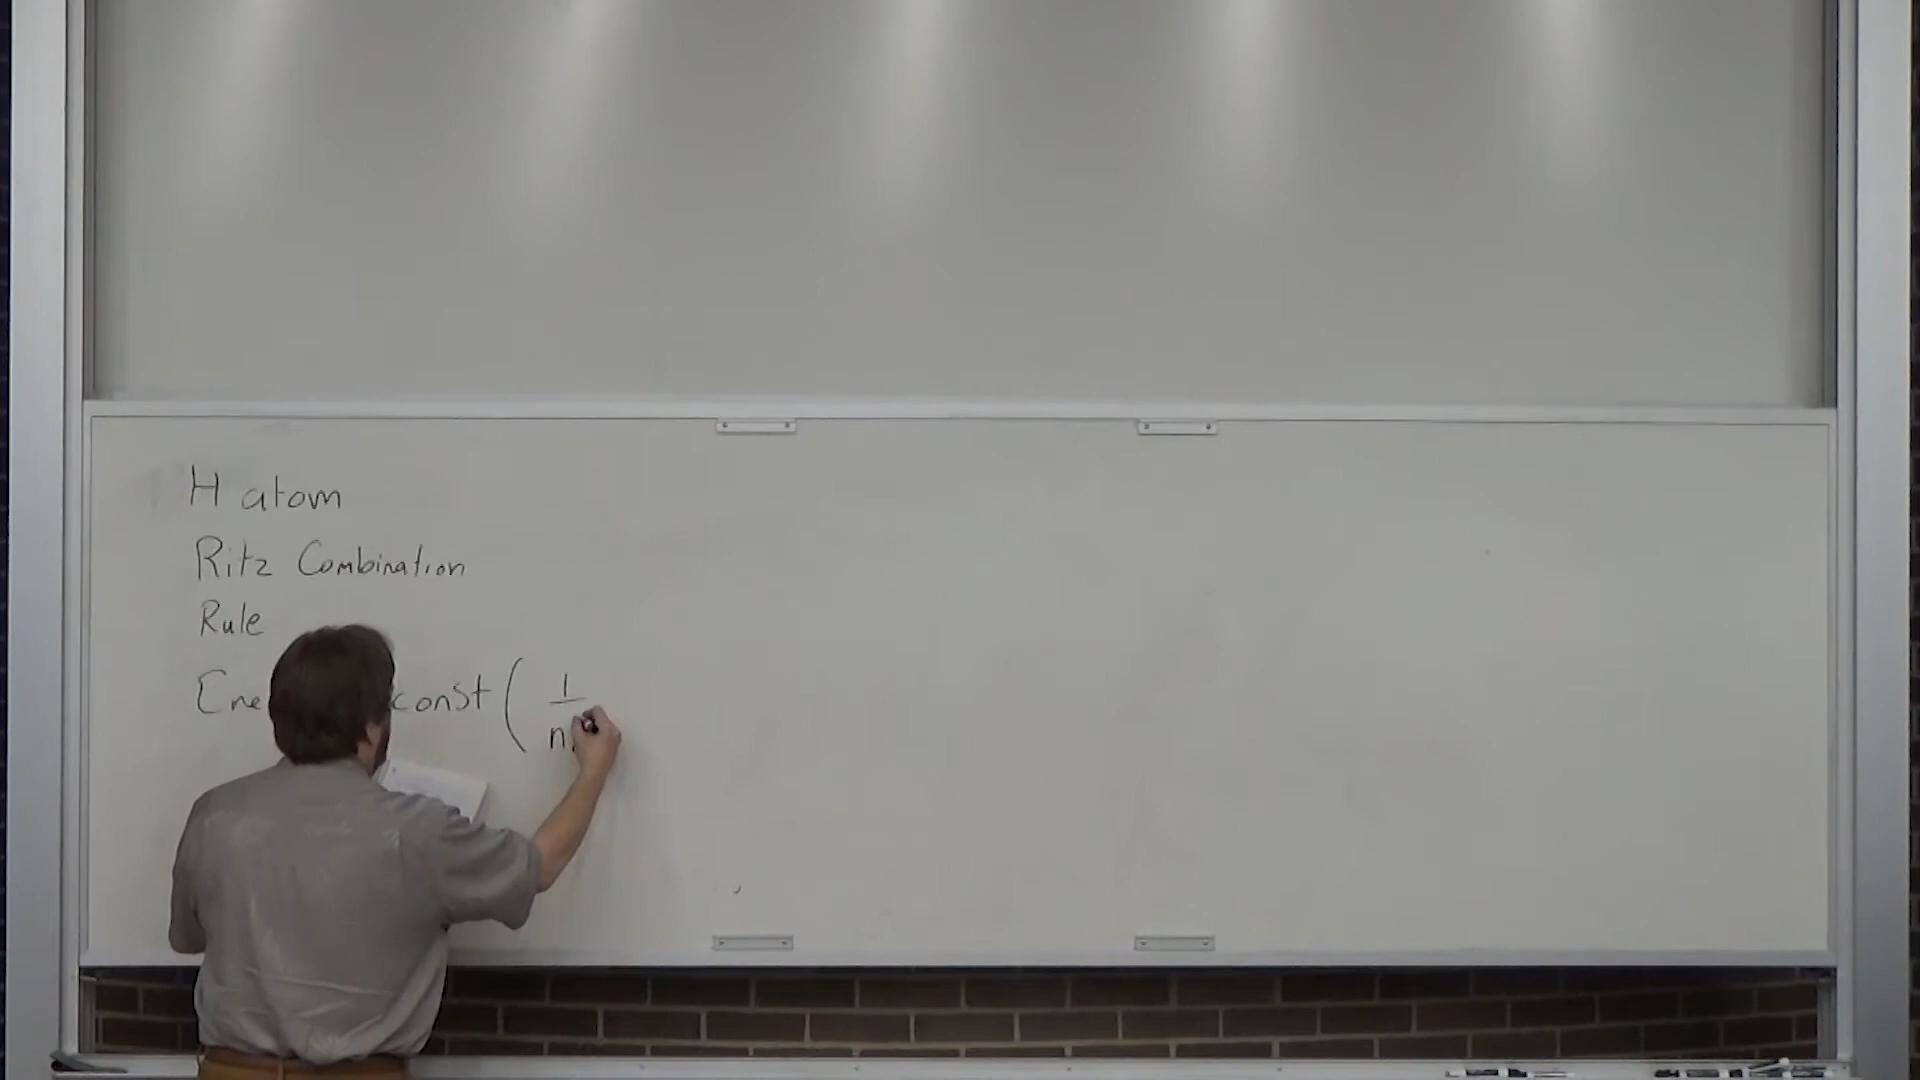 H atom
Ritz Combination
Rule
const ( 1
n